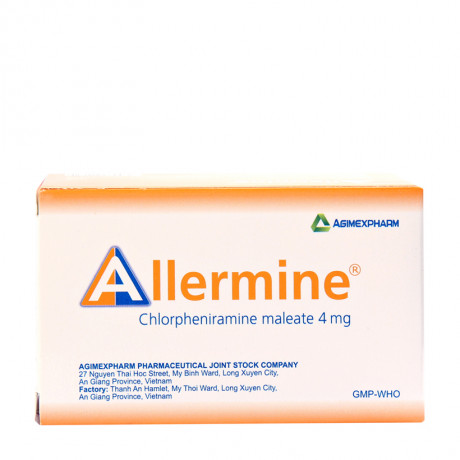 AGIMEXPHARM
Allermine®
Chlorpheniramine maleate 4 mg
AGIMEXPHARM PHARMACEUTICAL JOINT STOCK COMPANY
27 Nguyen Thai Hoc Street, My Binh Ward, Long Xuyen City,
An Giang Province, Vietnam
Factory: Thanh An Hamlet, My Thoi Ward, Long Xuyen City,
An Giang Province, Vietnam
GMP-WHO